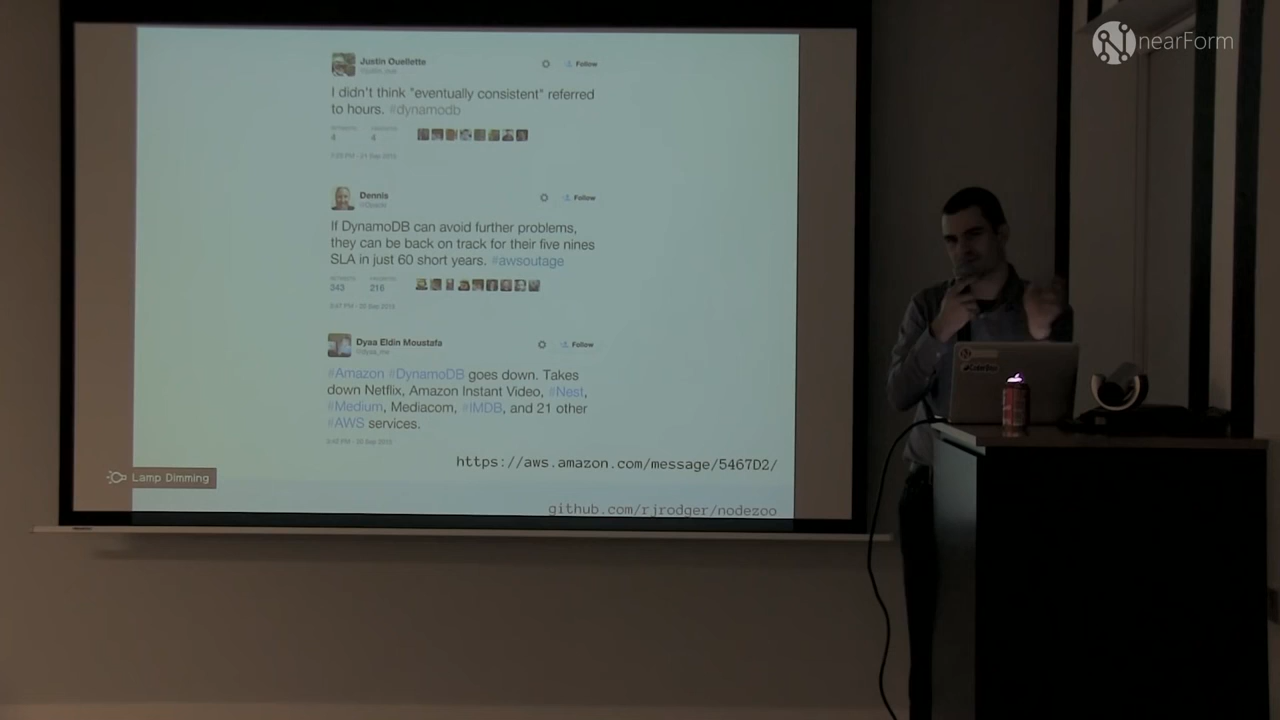 nearForm
Justin Ouellette
Follow
I didn't think "eventually consistent" referred
to hours. #dynamodb
4 4
Dennis
Follow
If DynamoDB can avoid further problems,
they can be back on track for their five nines
SLA in just 60 short years. #awsoutage
343 216
Dyaa Eldin Moustafa
@dyaa_me
Follow
#Amazon #DynamoDB goes down. Takes
down Netflix, Amazon Instant Video, #Nest,
#Medium, Mediacom, #IMDB, and 21 other
#AWS services.
https://aws.amazon.com/message/5467D2/
Lamp Dimming
github.com/rjrodger/nodezoo